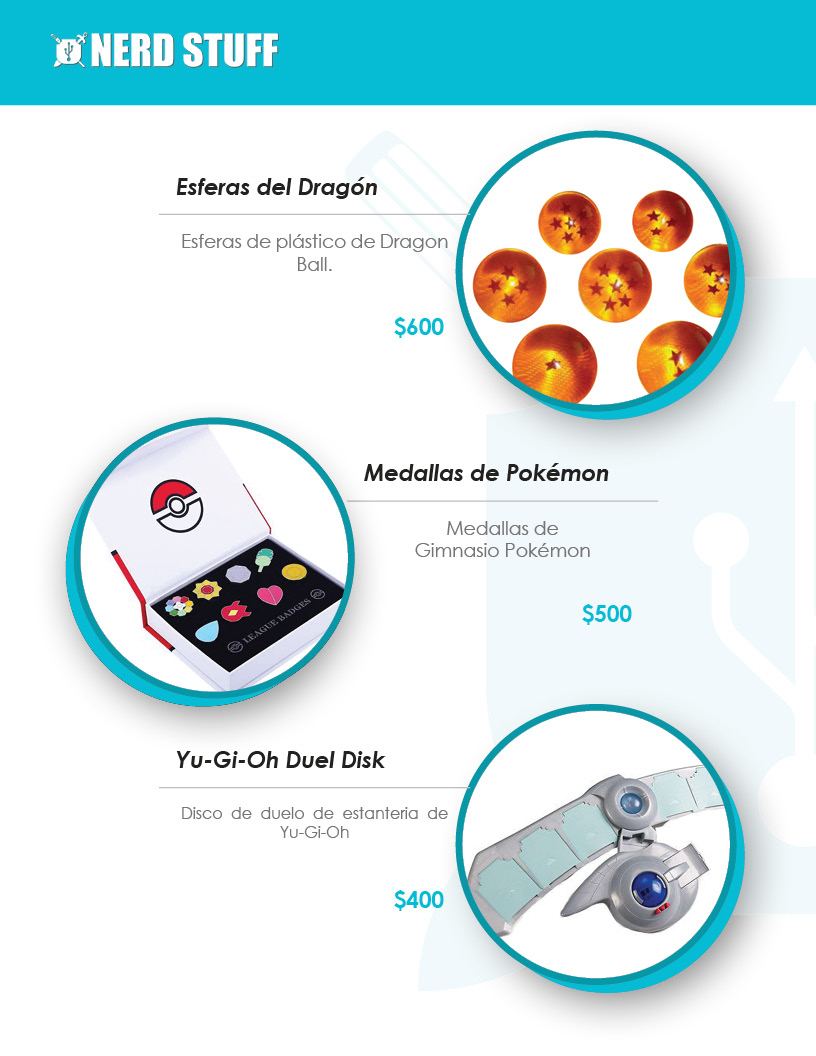 NERD STUFF
Esferas del Dragón
Esferas de plástico de Dragon
Ball.
$600
Medallas de Pokémon
Medallas de
Gimnasio Pokémon
$500
LEAGUE BADGES
Yu-Gi-Oh Duel Disk
Disco de duelo de estanteria de
Yu-Gi-Oh
$400